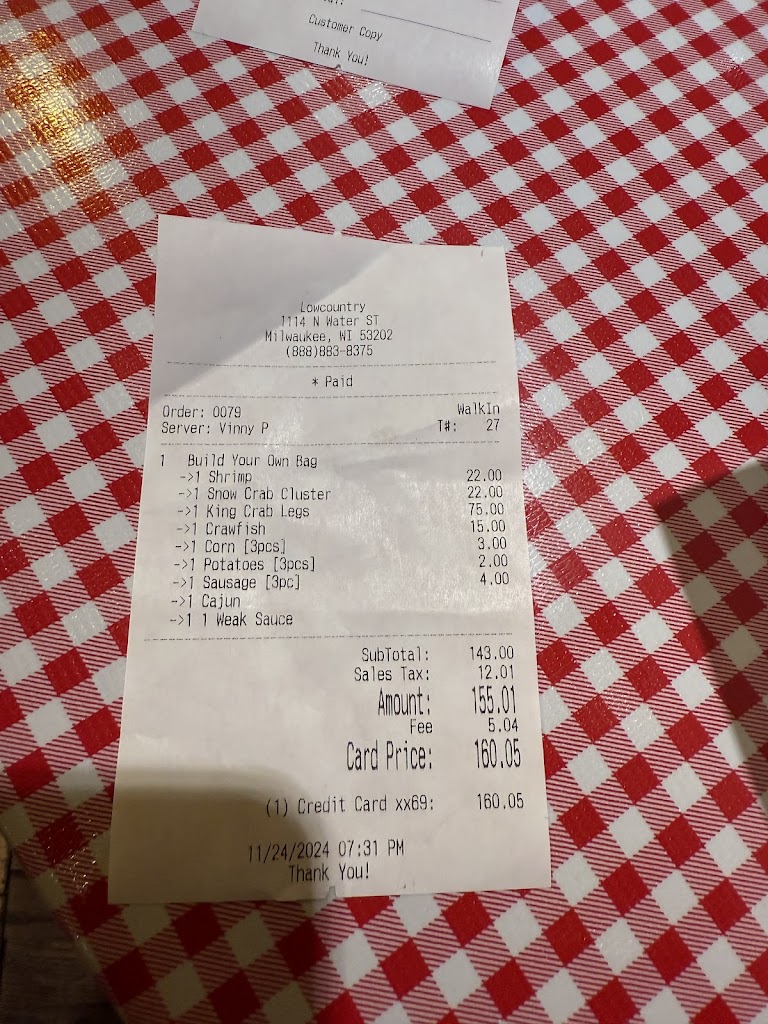 Customer Copy
Thank You!
Lowcountry
1114 N Water ST
Milwaukee, WI 53202
(888)883-8375
* Paid
Order: 0079 WalkIn
Server: Vinny P T#: 27
1 Build Your Own Bag
->1 Shrimp 22.00
->1 Snow Crab Cluster 22.00
->1 King Crab Legs 75.00
->1 Crawfish 15.00
->1 Corn [3pcs] 3.00
->1 Potatoes [3pcs] 2.00
->1 Sausage [3pc] 4.00
->1 Cajun
->1 1 Weak Sauce
SubTotal: 143.00
Sales Tax: 12.01
Amount: 155.01
Fee 5.04
Card Price: 160.05
(1) Credit Card xx69: 160.05
11/24/2024 07:31 PM
Thank You!